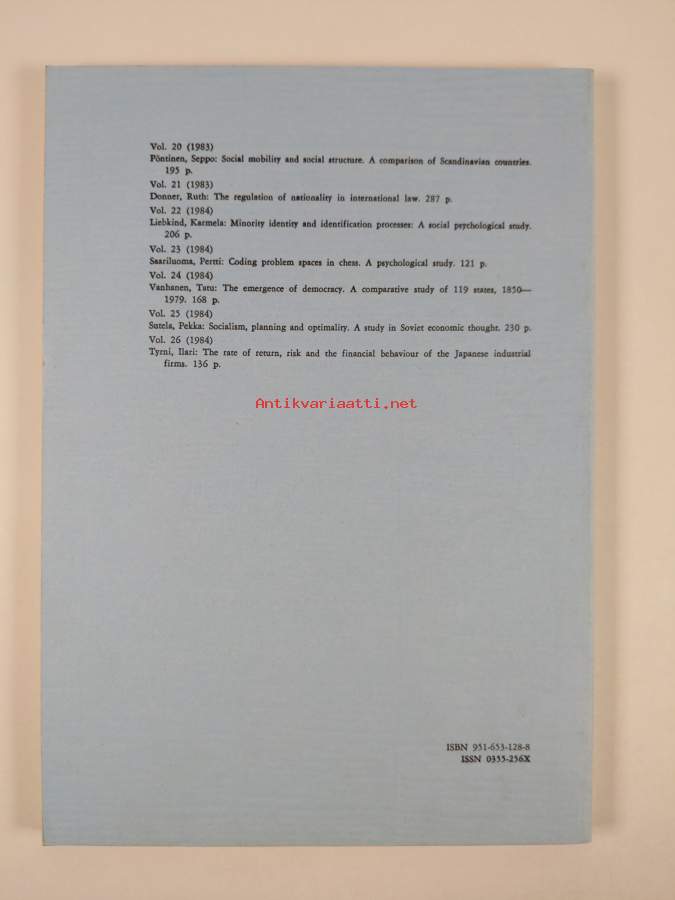 Vol. 20 (1983)
Pöntinen, Seppo: Social mobility and social structure. A comparison of Scandinavian countries.
195 p.
Vol. 21 (1983)
Donner, Ruth: The regulation of nationality in international law. 287 p.
Vol. 22 (1984)
Liebkind, Karmela: Minority identity and identification processes: A social psychological study.
206 p.
Vol. 23 (1984)
Saariluoma, Pertti: Coding problem spaces in chess. A psychological study. 121 p.
Vol. 24 (1984)
Vanhanen, Tatu: The emergence of democracy. A comparative study of 119 states, 1850—
1979. 168 p.
Vol. 25 (1984)
Sutela, Pekka: Socialism, planning and optimality. A study in Soviet economic thought. 230 p.
Vol. 26 (1984)
Tyrni, Ilari: The rate of return, risk and the financial behaviour of the Japanese industrial
firms. 136 p.
Antikvariaatti.net
ISBN 951-653-128-8
ISSN 0355-256X